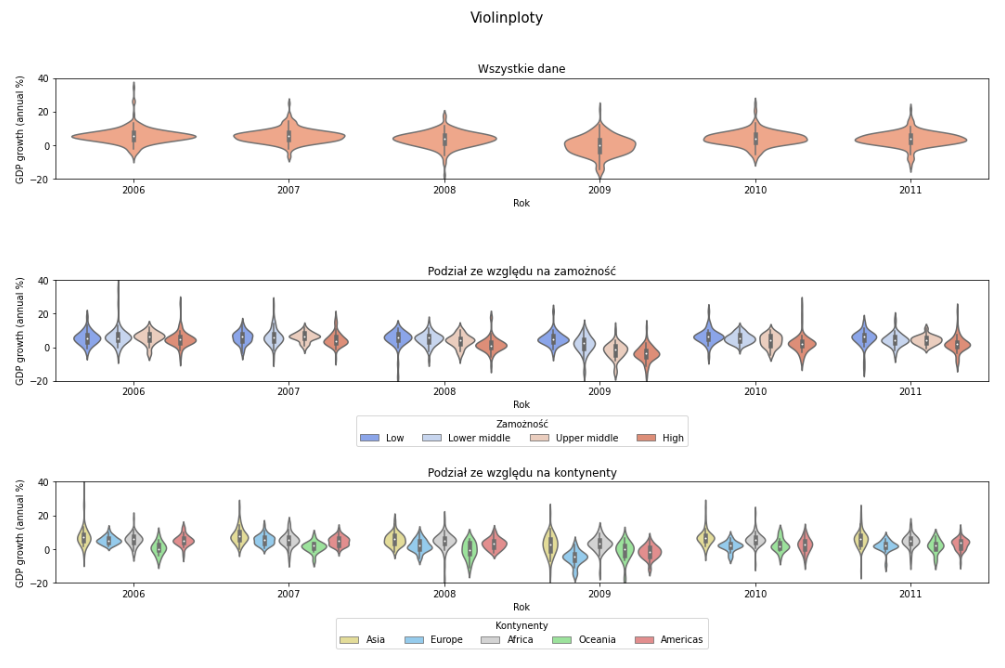 Violinploty
Wszystkie dane
GDP growth (annual %)
40
20
0
−20
2006 2007 2008 2009 2010 2011
Rok
Podział ze względu na zamożność
GDP growth (annual %)
40
20
0
−20
2006 2007 2008 2009 2010 2011
Rok
Zamożność
Low Lower middle Upper middle High
Podział ze względu na kontynenty
GDP growth (annual %)
40
20
0
−20
2006 2007 2008 2009 2010 2011
Rok
Kontynenty
Asia Europe Africa Oceania Americas